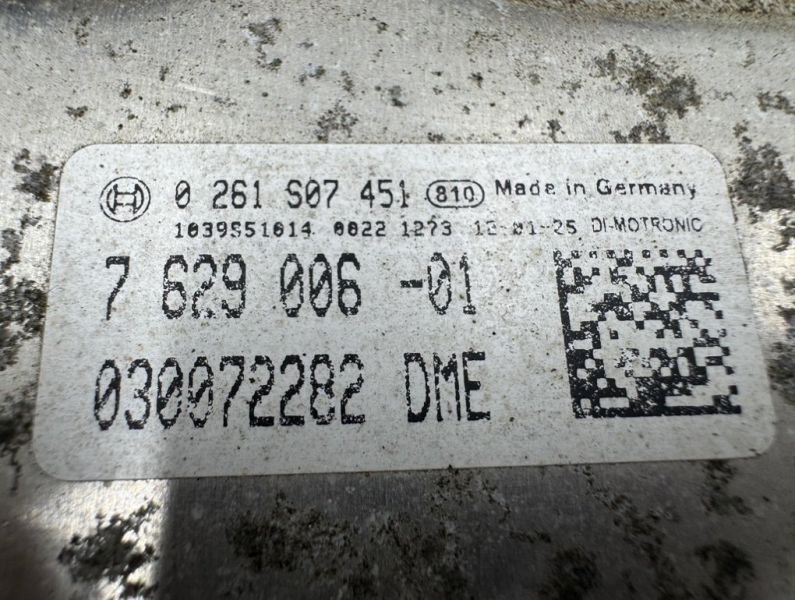 0 261 S07 451 810 Made in Germany
1039S51014 0022 1273 12-01-25 DI-MOTRONIC
7 629 006 -01
030072282 DME